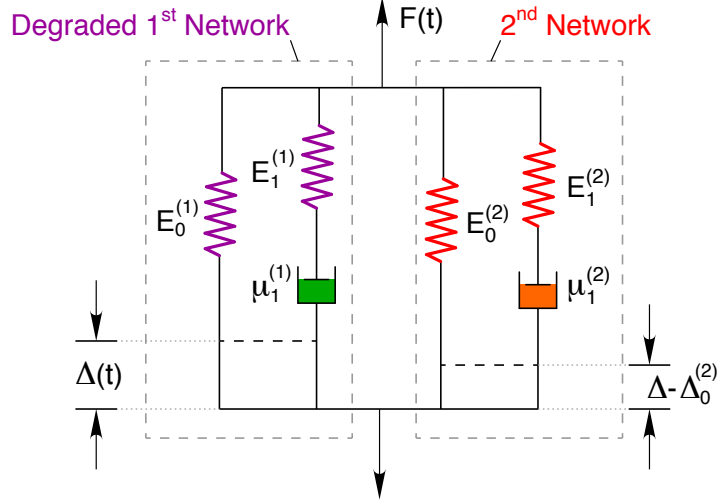 Degraded 1st Network
F(t)
2nd Network
E0(1)
E1(1)
E0(2)
E1(2)
μ1(1)
μ1(2)
Δ(t)
Δ-Δ0(2)